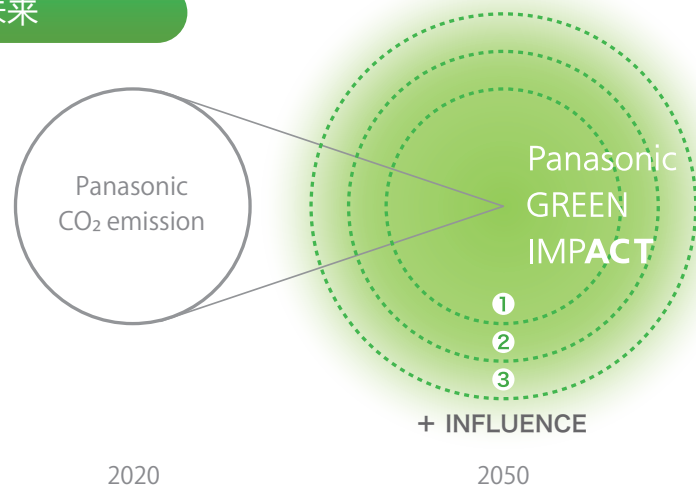 未来
Panasonic
CO₂ emission
Panasonic
GREEN
IMPACT
1
2
3
+ INFLUENCE
2020
2050